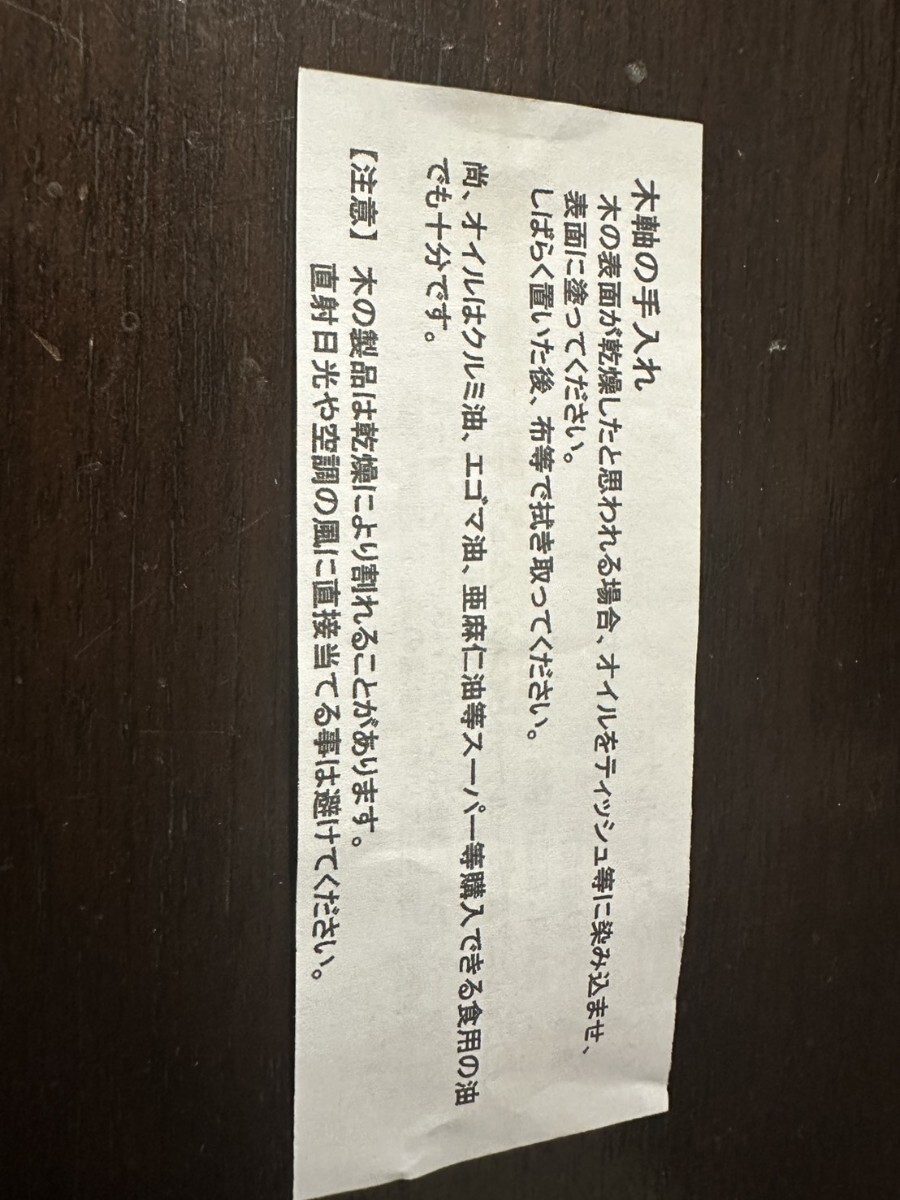 木軸の手入れ
木の表面が乾燥したと思われる場合、オイルをティッシュ等に染み込ませ、
表面に塗ってください。
しばらく置いた後、布等で拭き取ってください。
尚、オイルはクルミ油、エゴマ油、亜麻仁油等スーパー等購入できる食用の油
でも十分です。
【注意】 木の製品は乾燥により割れることがあります。
直射日光や空調の風に直接当てる事は避けてください。